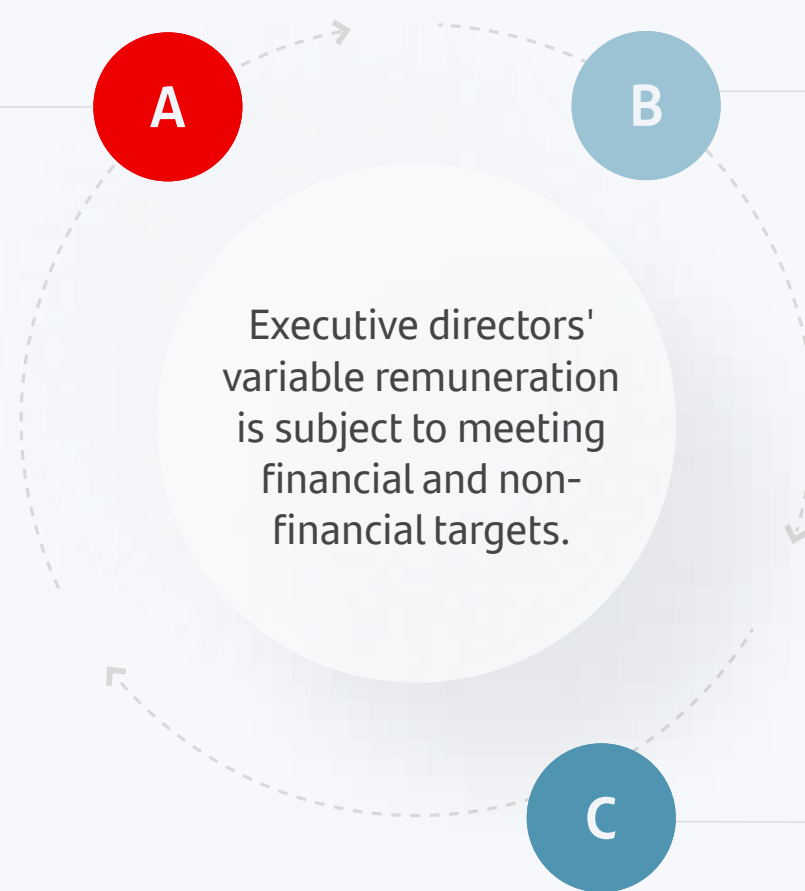 A
B
Executive directors'
variable remuneration
is subject to meeting
financial and non-
financial targets.
C